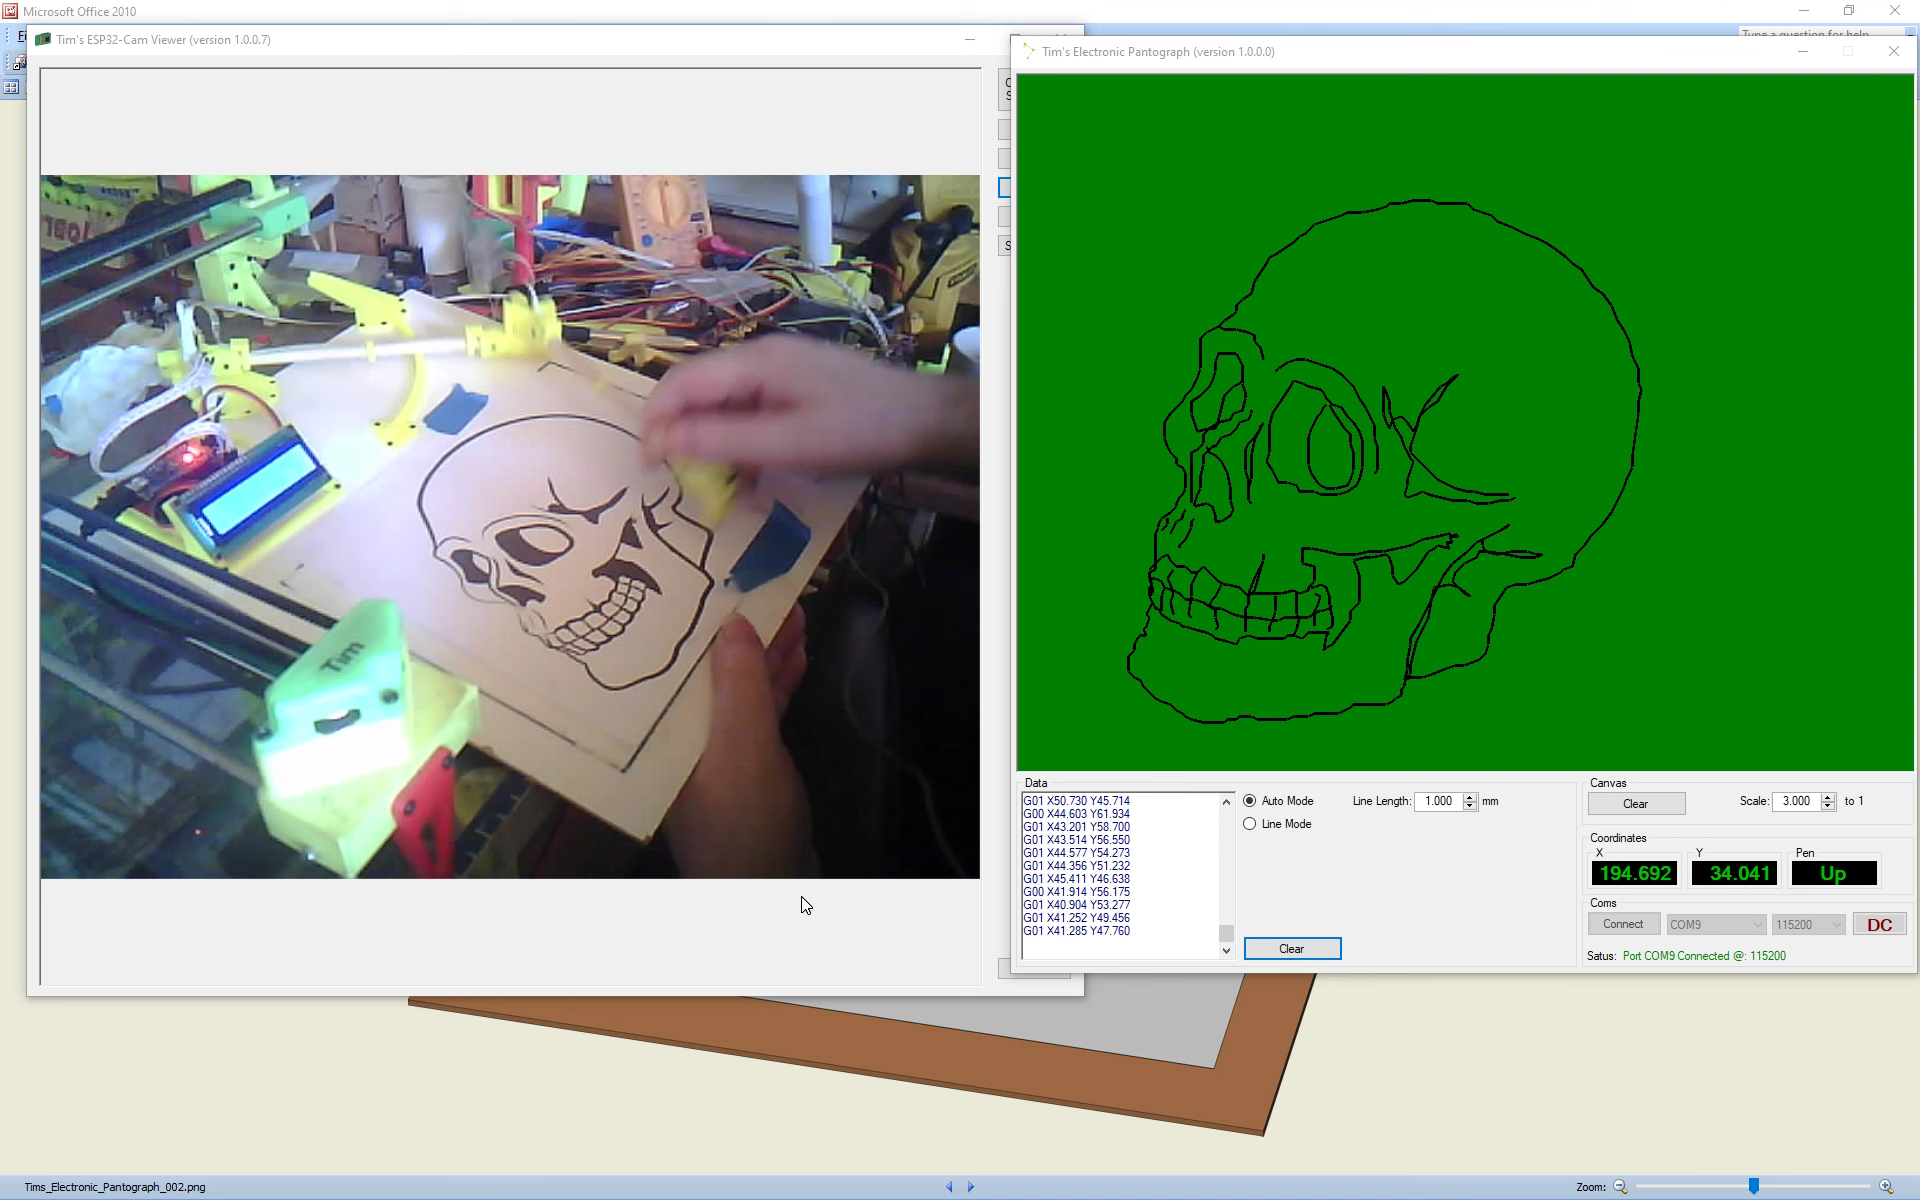 Microsoft Office 2010
Type a question for help
Tim's ESP32-Cam Viewer (version 1.0.0.7)
Tim's Electronic Pantograph (version 1.0.0.0)
Tim
Data
G01 X50.730 Y45.714
G00 X44.603 Y61.934
G01 X43.201 Y58.700
G01 X43.514 Y56.550
G01 X44.577 Y54.273
G01 X44.356 Y51.232
G01 X45.411 Y46.638
G00 X41.914 Y56.175
G01 X40.904 Y53.277
G01 X41.252 Y49.456
G01 X41.285 Y47.760
Auto Mode
Line Mode
Line Length: 1.000 mm
Clear
Canvas
Clear
Scale: 3.000 to 1
Coordinates
X Y Pen
194.692 34.041 Up
Coms
Connect COM9 115200 DC
Satus: Port COM9 Connected @: 115200
Tims_Electronic_Pantograph_002.png
Zoom: